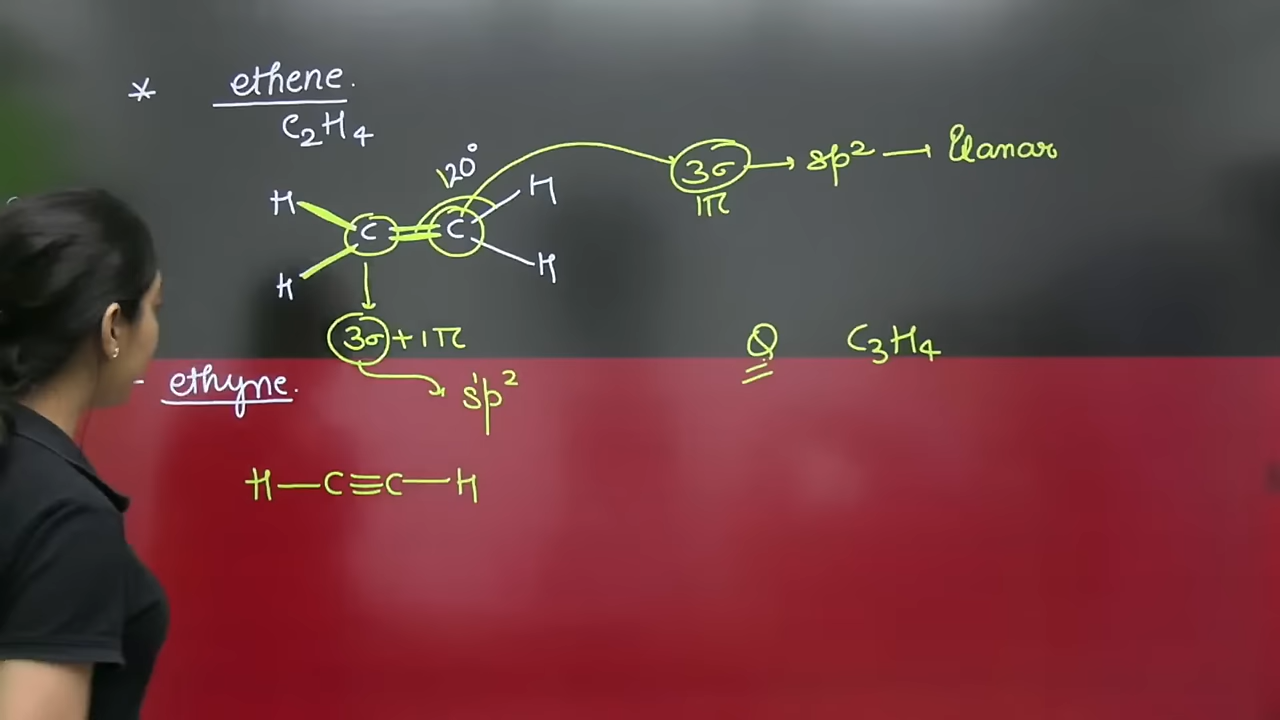 * ethene.
C₂H₄
120°
H H
C=C
H H
3σ → sp² → Planar
1π
3σ + 1π
sp²
Q C₃H₄
- ethyne.
H—C≡C—H